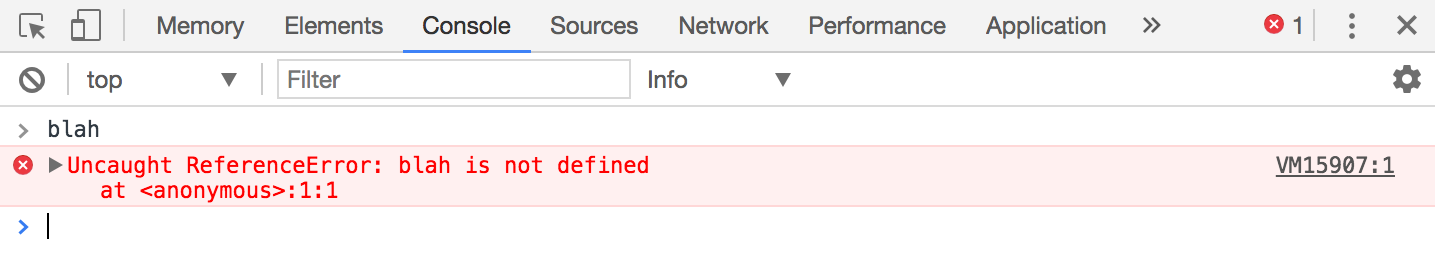 Memory Elements Console Sources Network Performance Application » 1
top Filter Info
> blah
Uncaught ReferenceError: blah is not defined VM15907:1
at <anonymous>:1:1
>